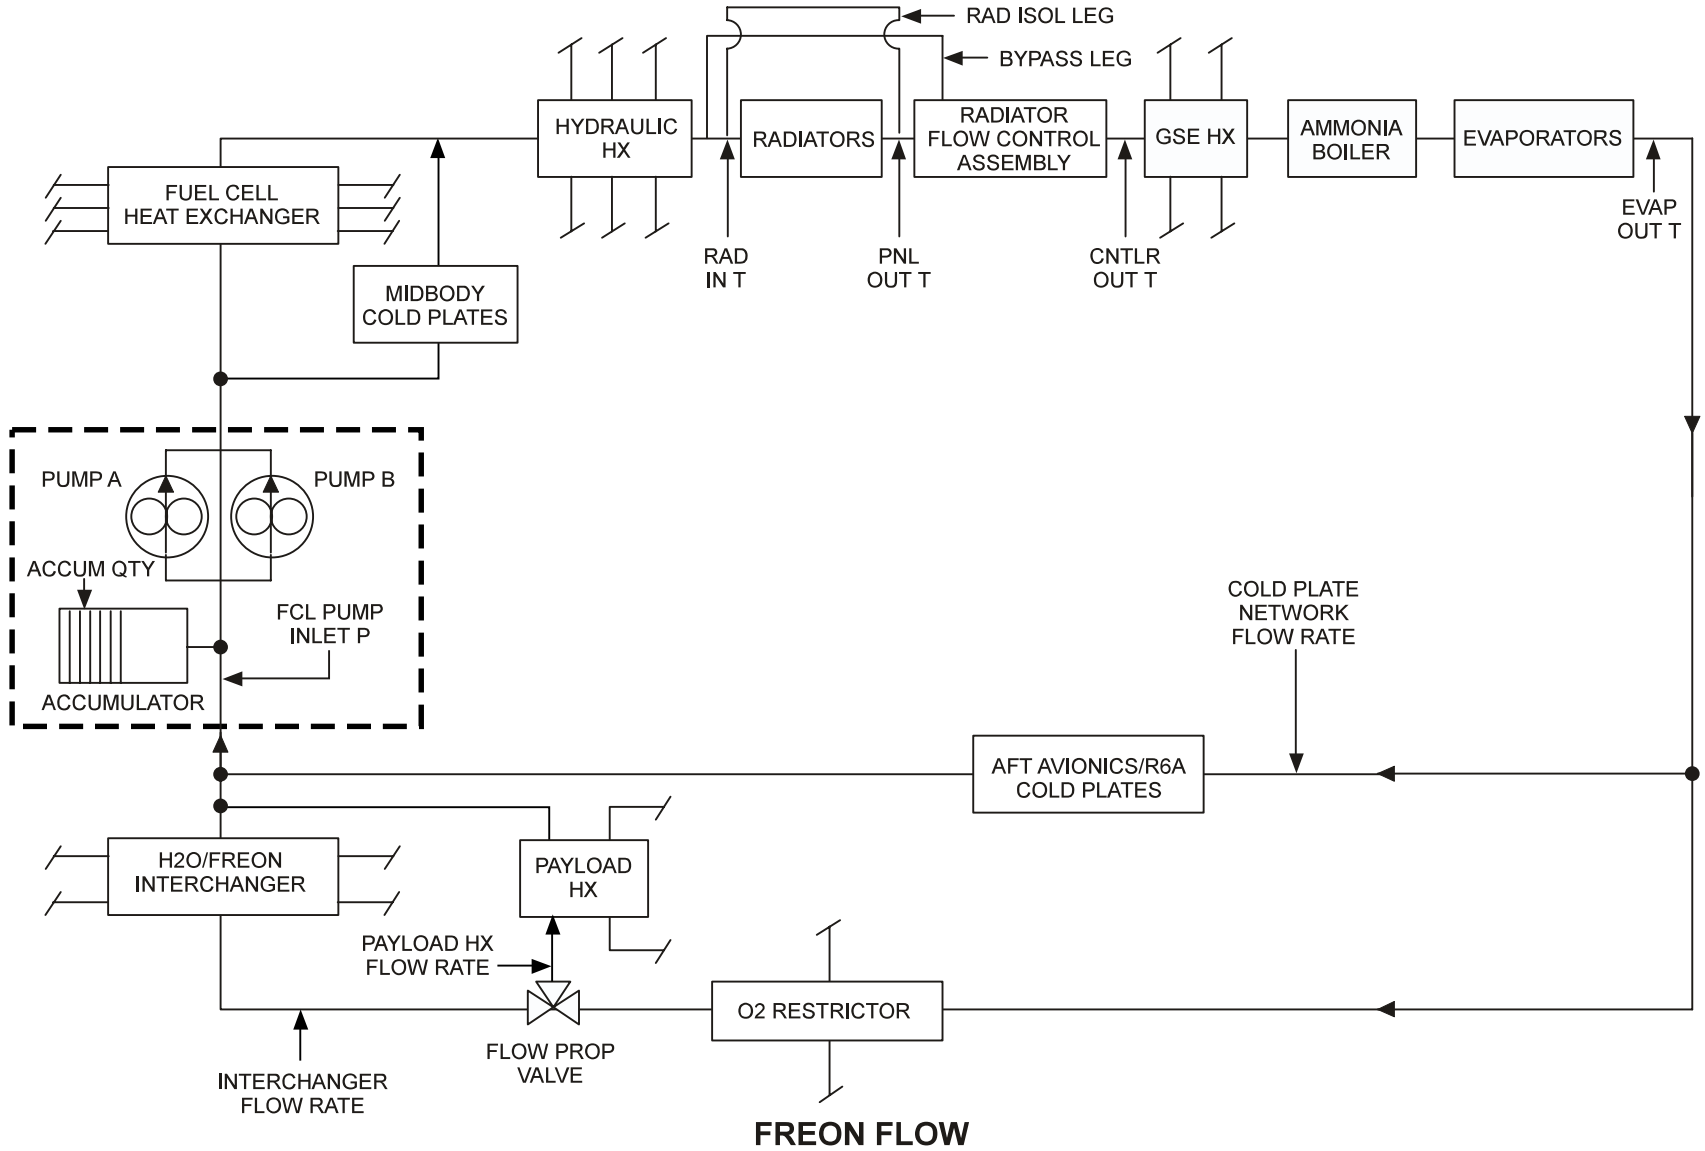 RAD ISOL LEG
BYPASS LEG
HYDRAULIC
HX
RADIATORS
RADIATOR
FLOW CONTROL
ASSEMBLY
GSE HX
AMMONIA
BOILER
EVAPORATORS
FUEL CELL
HEAT EXCHANGER
RAD
IN T
PNL
OUT T
CNTLR
OUT T
EVAP
OUT T
MIDBODY
COLD PLATES
PUMP A
PUMP B
ACCUM QTY
FCL PUMP
INLET P
ACCUMULATOR
COLD PLATE
NETWORK
FLOW RATE
AFT AVIONICS/R6A
COLD PLATES
H2O/FREON
INTERCHANGER
PAYLOAD
HX
PAYLOAD HX
FLOW RATE
O2 RESTRICTOR
FLOW PROP
VALVE
INTERCHANGER
FLOW RATE
FREON FLOW